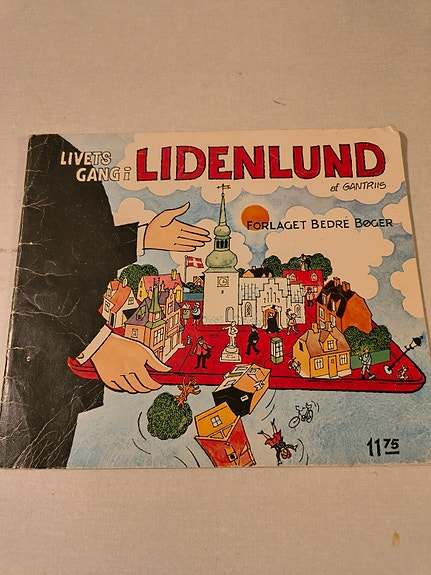 LIVETS
GANG i
LIDENLUND
af GANTRIIS
FORLAGET BEDRE BØGER
11 75